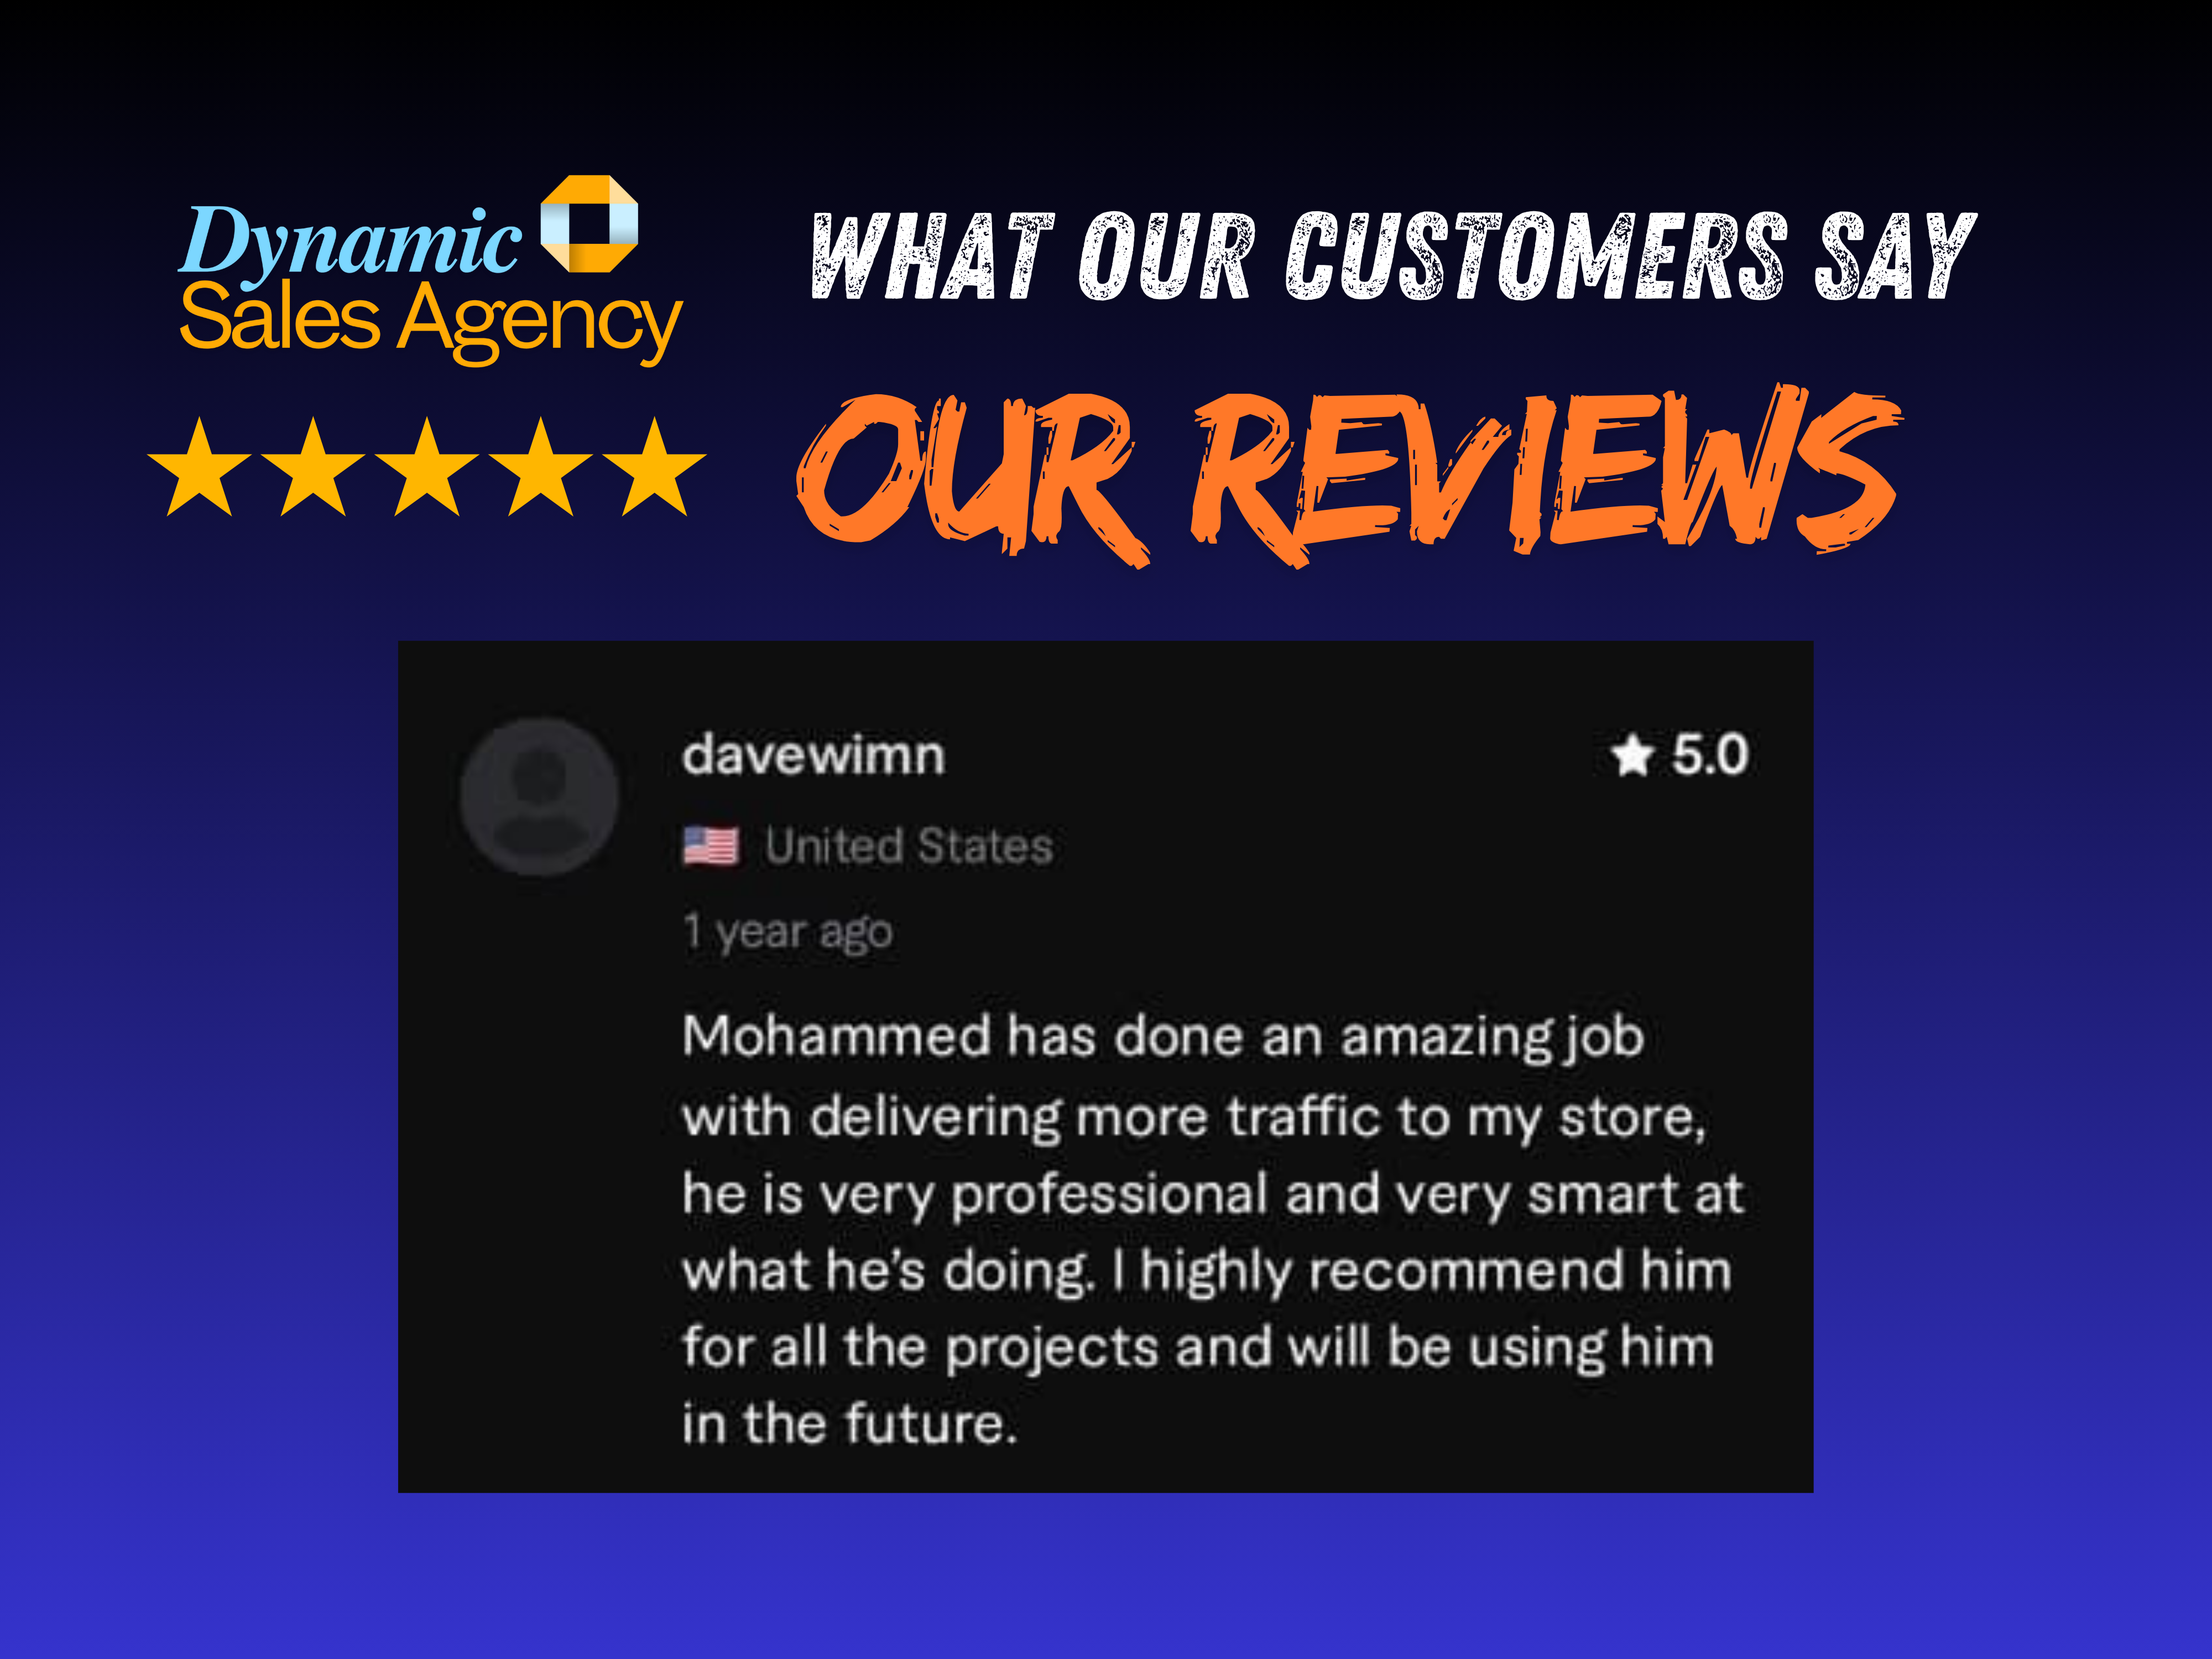 Dynamic
Sales Agency
WHAT OUR CUSTOMERS SAY
OUR REVIEWS
davewimn
5.0
United States
1 year ago
Mohammed has done an amazing job
with delivering more traffic to my store,
he is very professional and very smart at
what he’s doing. I highly recommend him
for all the projects and will be using him
in the future.